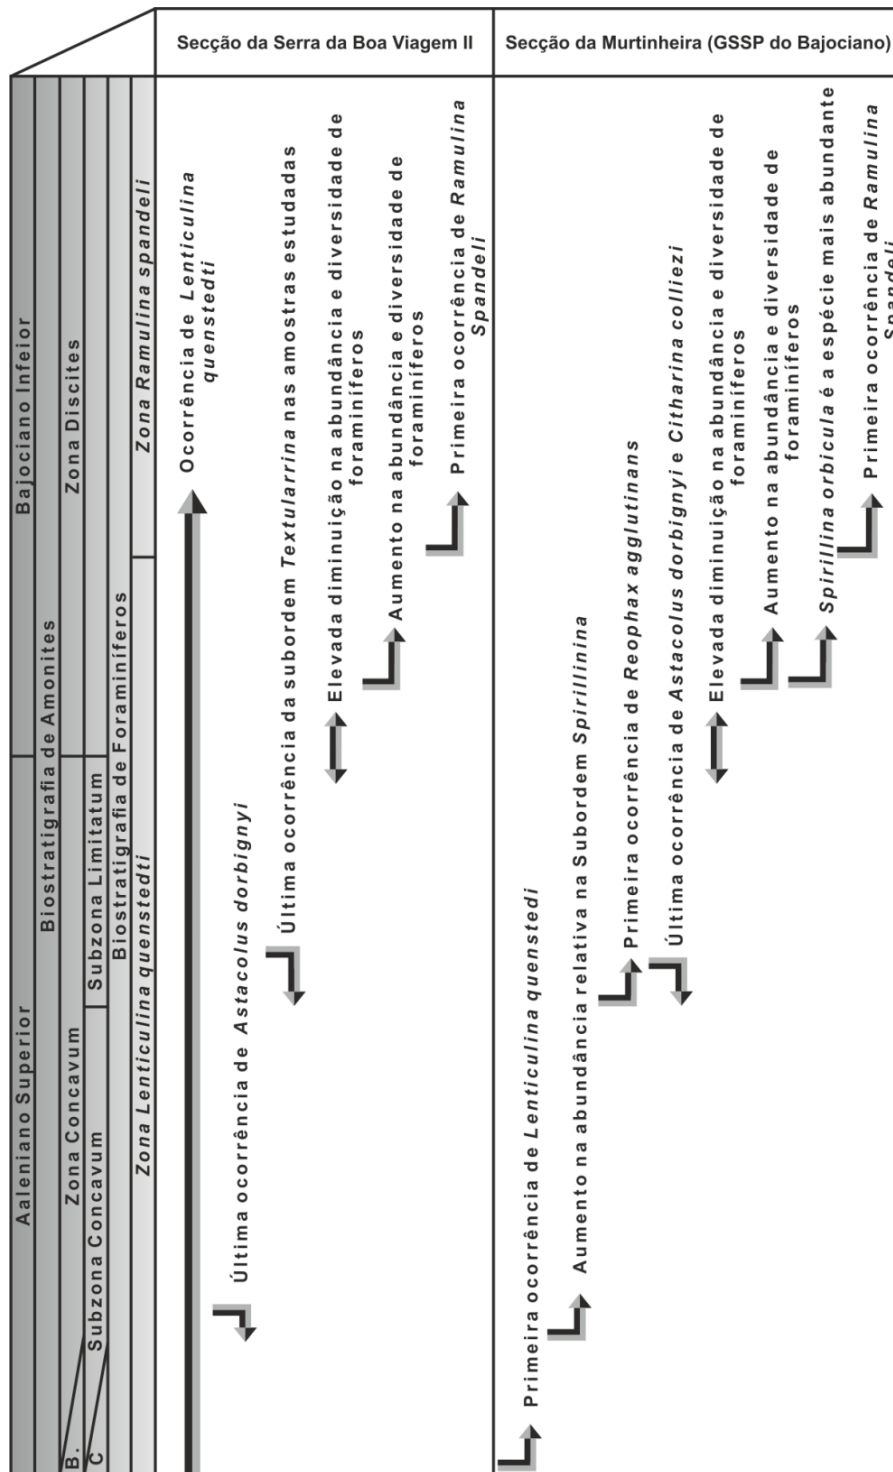 Secção da Serra da Boa Viagem II
Secção da Murtinheira (GSSP do Bajociano)
Aaleniano Superior
Bajociano Infeior
Biostratigrafia de Amonites
B.
Zona Concavum
Zona Discites
C
Subzona Concavum
Subzona Limitatum
Biostratigrafia de Foraminíferos
Zona Lenticulina quenstedti
Zona Ramulina spandeli
Ocorrência de Lenticulina
quenstedti
Última ocorrência de Astacolus dorbignyi
Última ocorrência da subordem Textularrina nas amostras estudadas
Elevada diminuição na abundância e diversidade de
foraminíferos
Aumento na abundância e diversidade de
foraminíferos
Primeira ocorrência de Ramulina
Spandeli
Primeira ocorrência de Lenticulina quenstedi
Aumento na abundância relativa na Subordem Spirillinina
Primeira ocorrência de Reophax agglutinans
Última ocorrência de Astacolus dorbignyi e Citharina colliezi
Elevada diminuição na abundância e diversidade de
foraminíferos
Aumento na abundância e diversidade de
foraminíferos
Spirillina orbicula é a espécie mais abundante
Primeira ocorrência de Ramulina
Spandeli